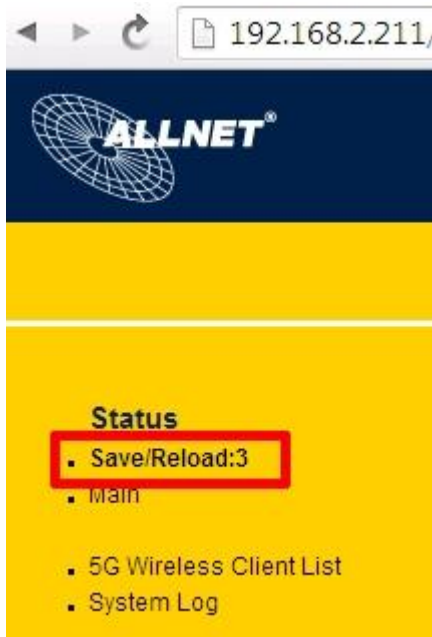 192.168.2.211/
ALLNET®
Status
Save/Reload:3
Main
5G Wireless Client List
System Log